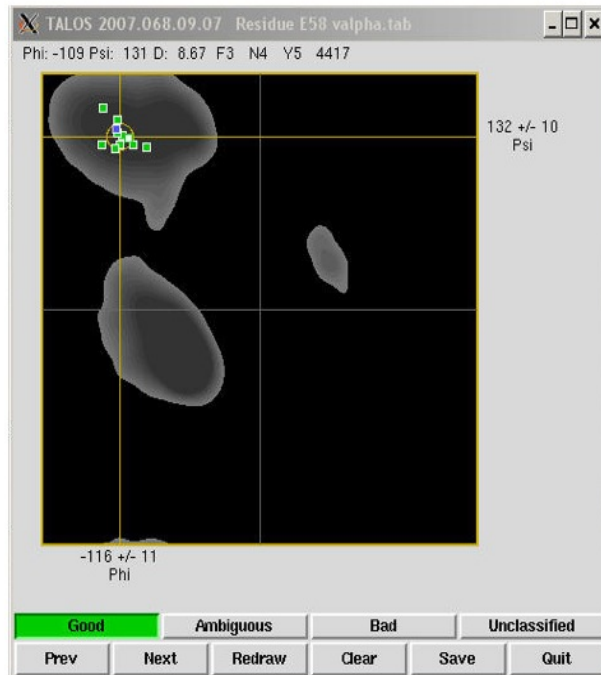 TALOS 2007.068.09.07 Residue E58 valpha.tab
Phi: -109 Psi: 131 D: 8.67 F3 N4 Y5 4417
132 +/- 10
Psi
-116 +/- 11
Phi
Good Ambiguous Bad Unclassified
Prev Next Redraw Clear Save Quit